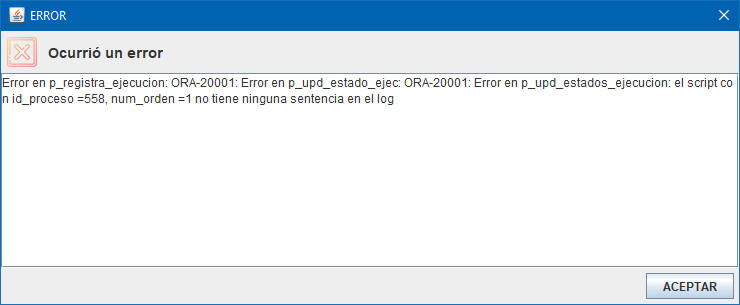 ERROR
Ocurrió un error
Error en p_registra_ejecucion: ORA-20001: Error en p_upd_estado_ejec: ORA-20001: Error en p_upd_estados_ejecucion: el script co
n id_proceso =558, num_orden =1 no tiene ninguna sentencia en el log
ACEPTAR